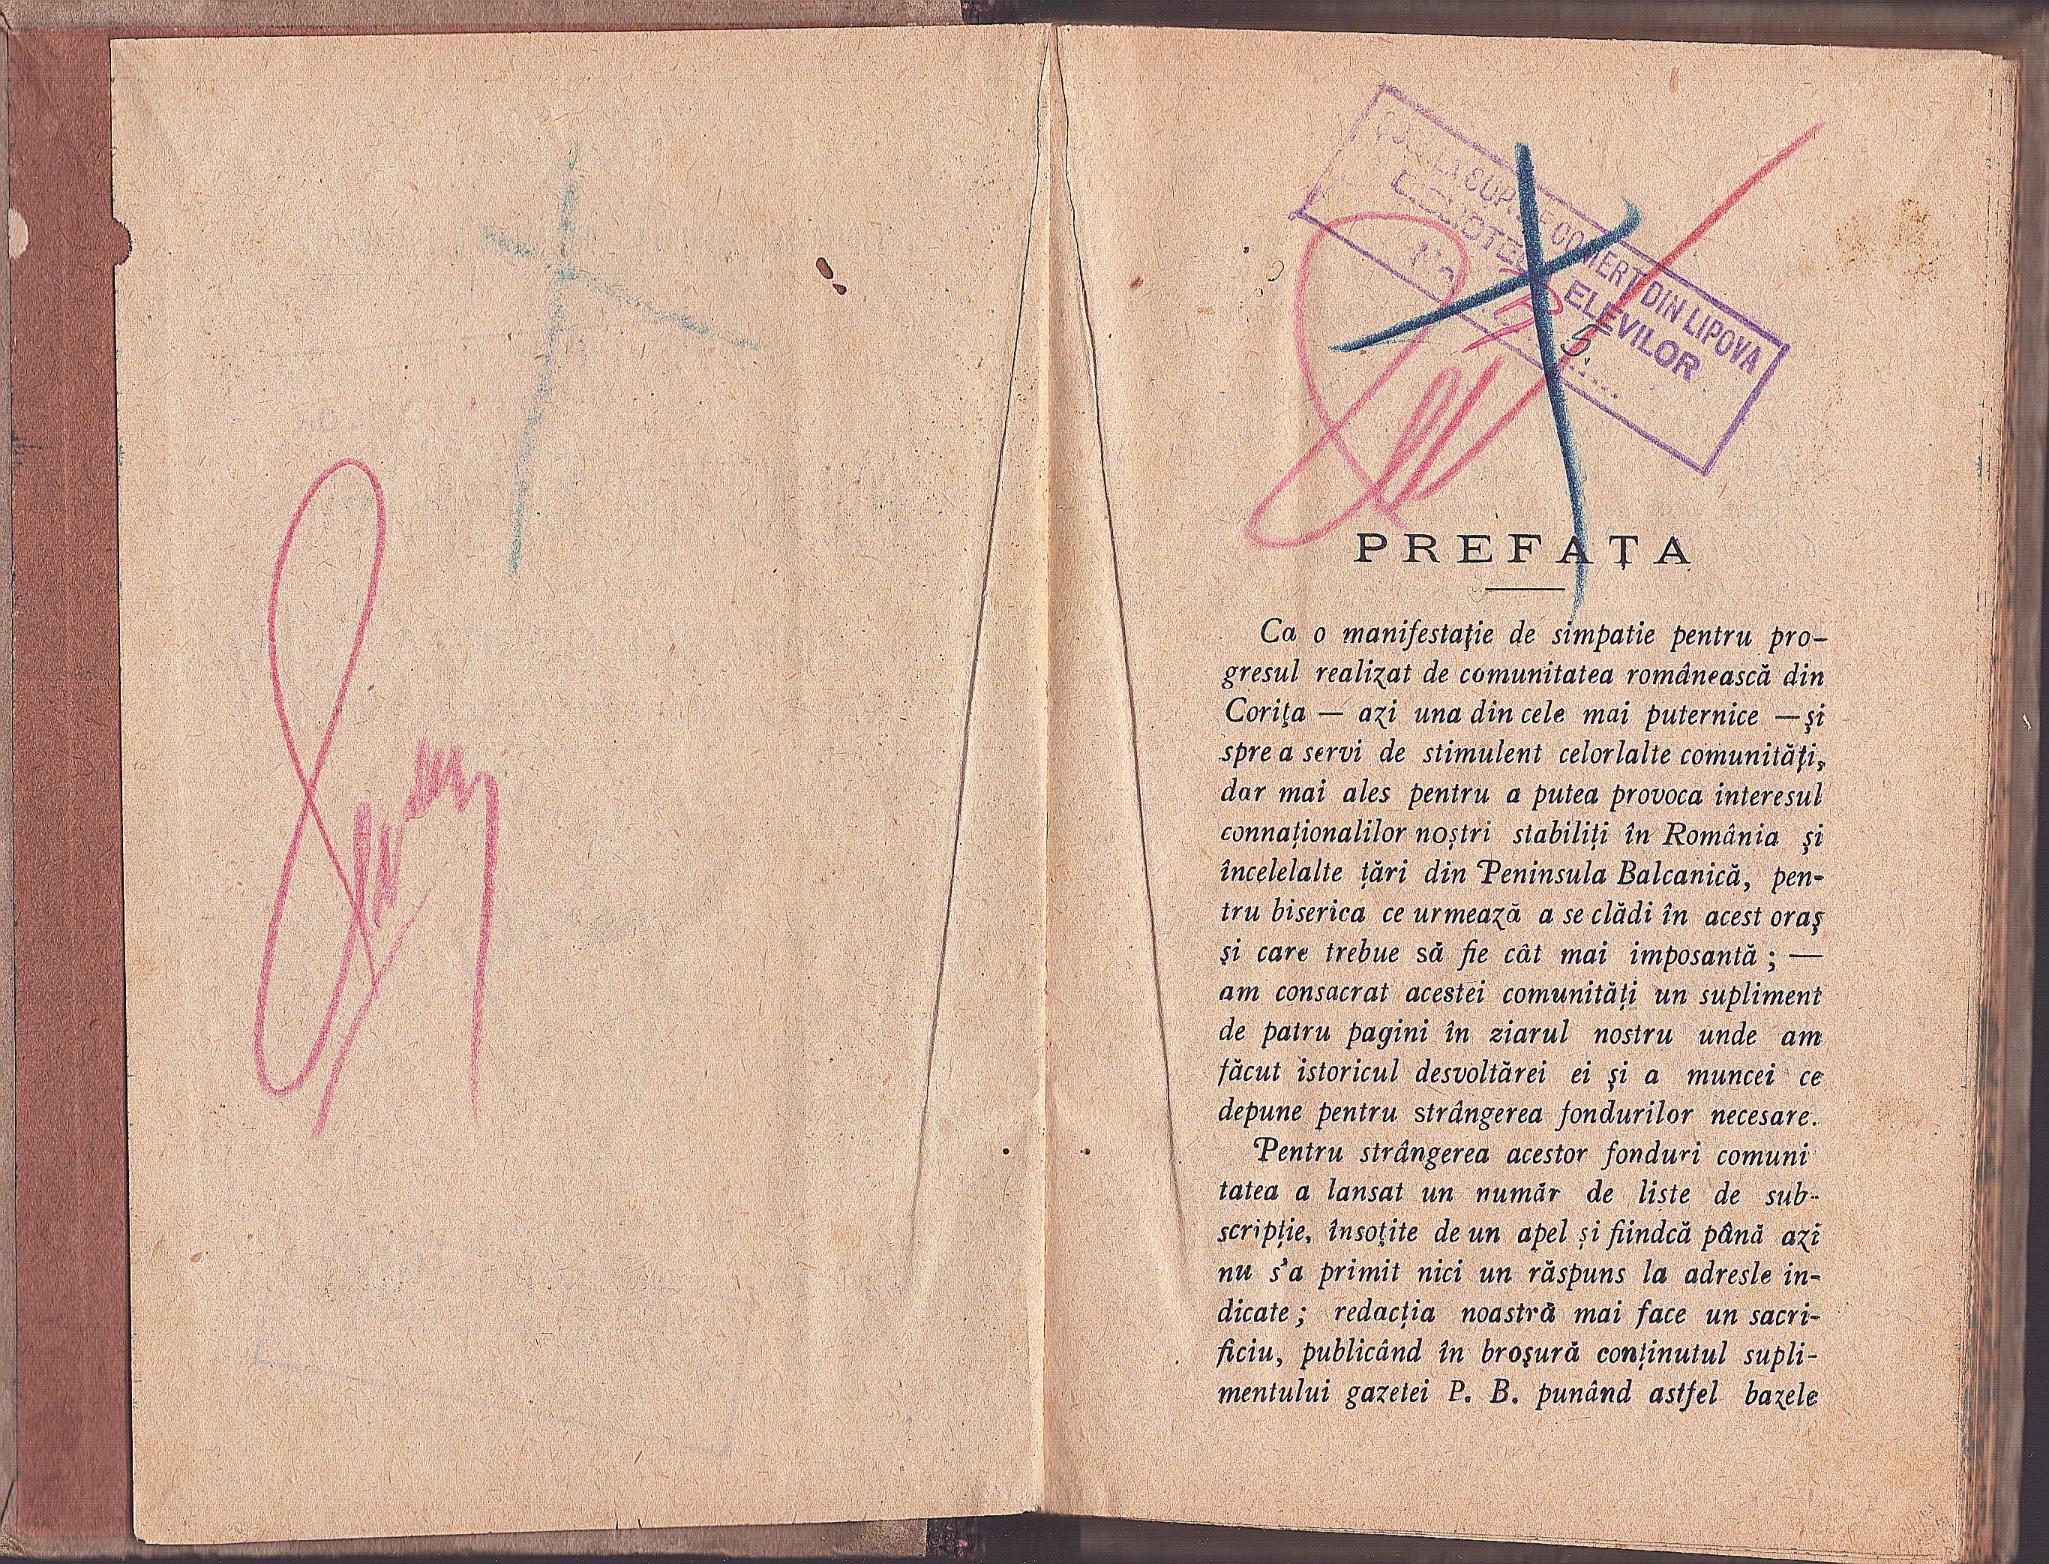 DIN LIPOVA
ELEVILOR
No
5.
PREFAȚA
Ca o manifestație de simpatie pentru pro-
gresul realizat de comunitatea românească din
Corița — azi una din cele mai puternice — și
spre a servi de stimulent celorlalte comunități,
dar mai ales pentru a putea provoca interesul
connaționalilor noștri stabiliți în România și
încelelalte țări din Peninsula Balcanică, pen-
tru biserica ce urmează a se clădi în acest oraș
și care trebue să fie cât mai imposantă ; —
am consacrat acestei comunități un supliment
de patru pagini în ziarul nostru unde am
făcut istoricul desvoltărei ei și a muncei ce
depune pentru strângerea fondurilor necesare.
Pentru strângerea acestor fonduri comuni
tatea a lansat un număr de liste de sub-
scripție, însoțite de un apel și fiindcă până azi
nu s'a primit nici un răspuns la adresle in-
dicate ; redacția noastră mai face un sacri-
ficiu, publicând în broșură conținutul supli-
mentului gazetei P. B. punând astfel bazele